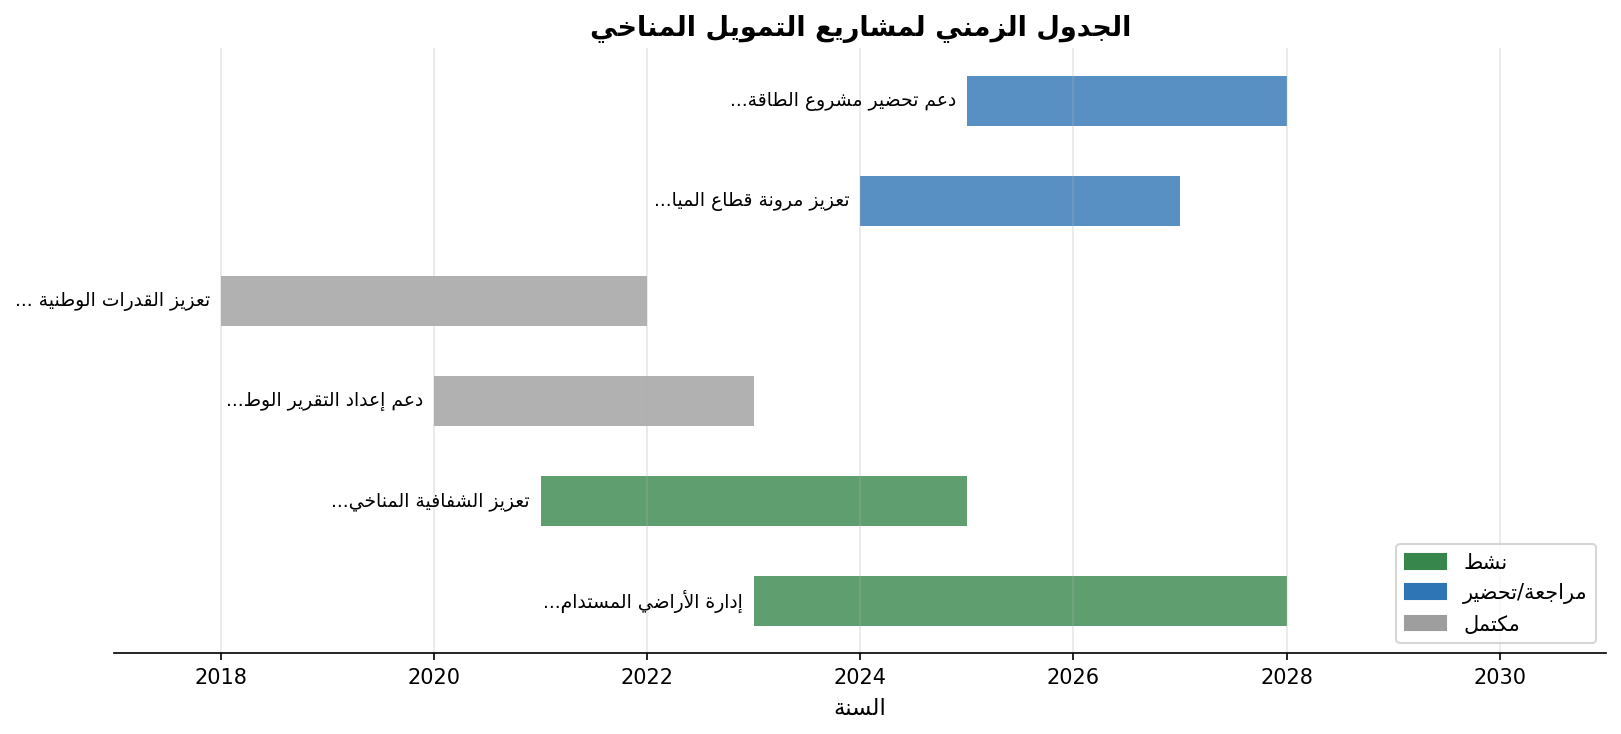 الجدول الزمني لمشاريع التمويل المناخي
دعم تحضير مشروع الطاقة...
تعزيز مرونة قطاع الميا...
تعزيز القدرات الوطنية ...
دعم إعداد التقرير الوط...
تعزيز الشفافية المناخي...
إدارة الأراضي المستدام...
نشط
مراجعة/تحضير
مكتمل
2018 2020 2022 2024 2026 2028 2030
السنة